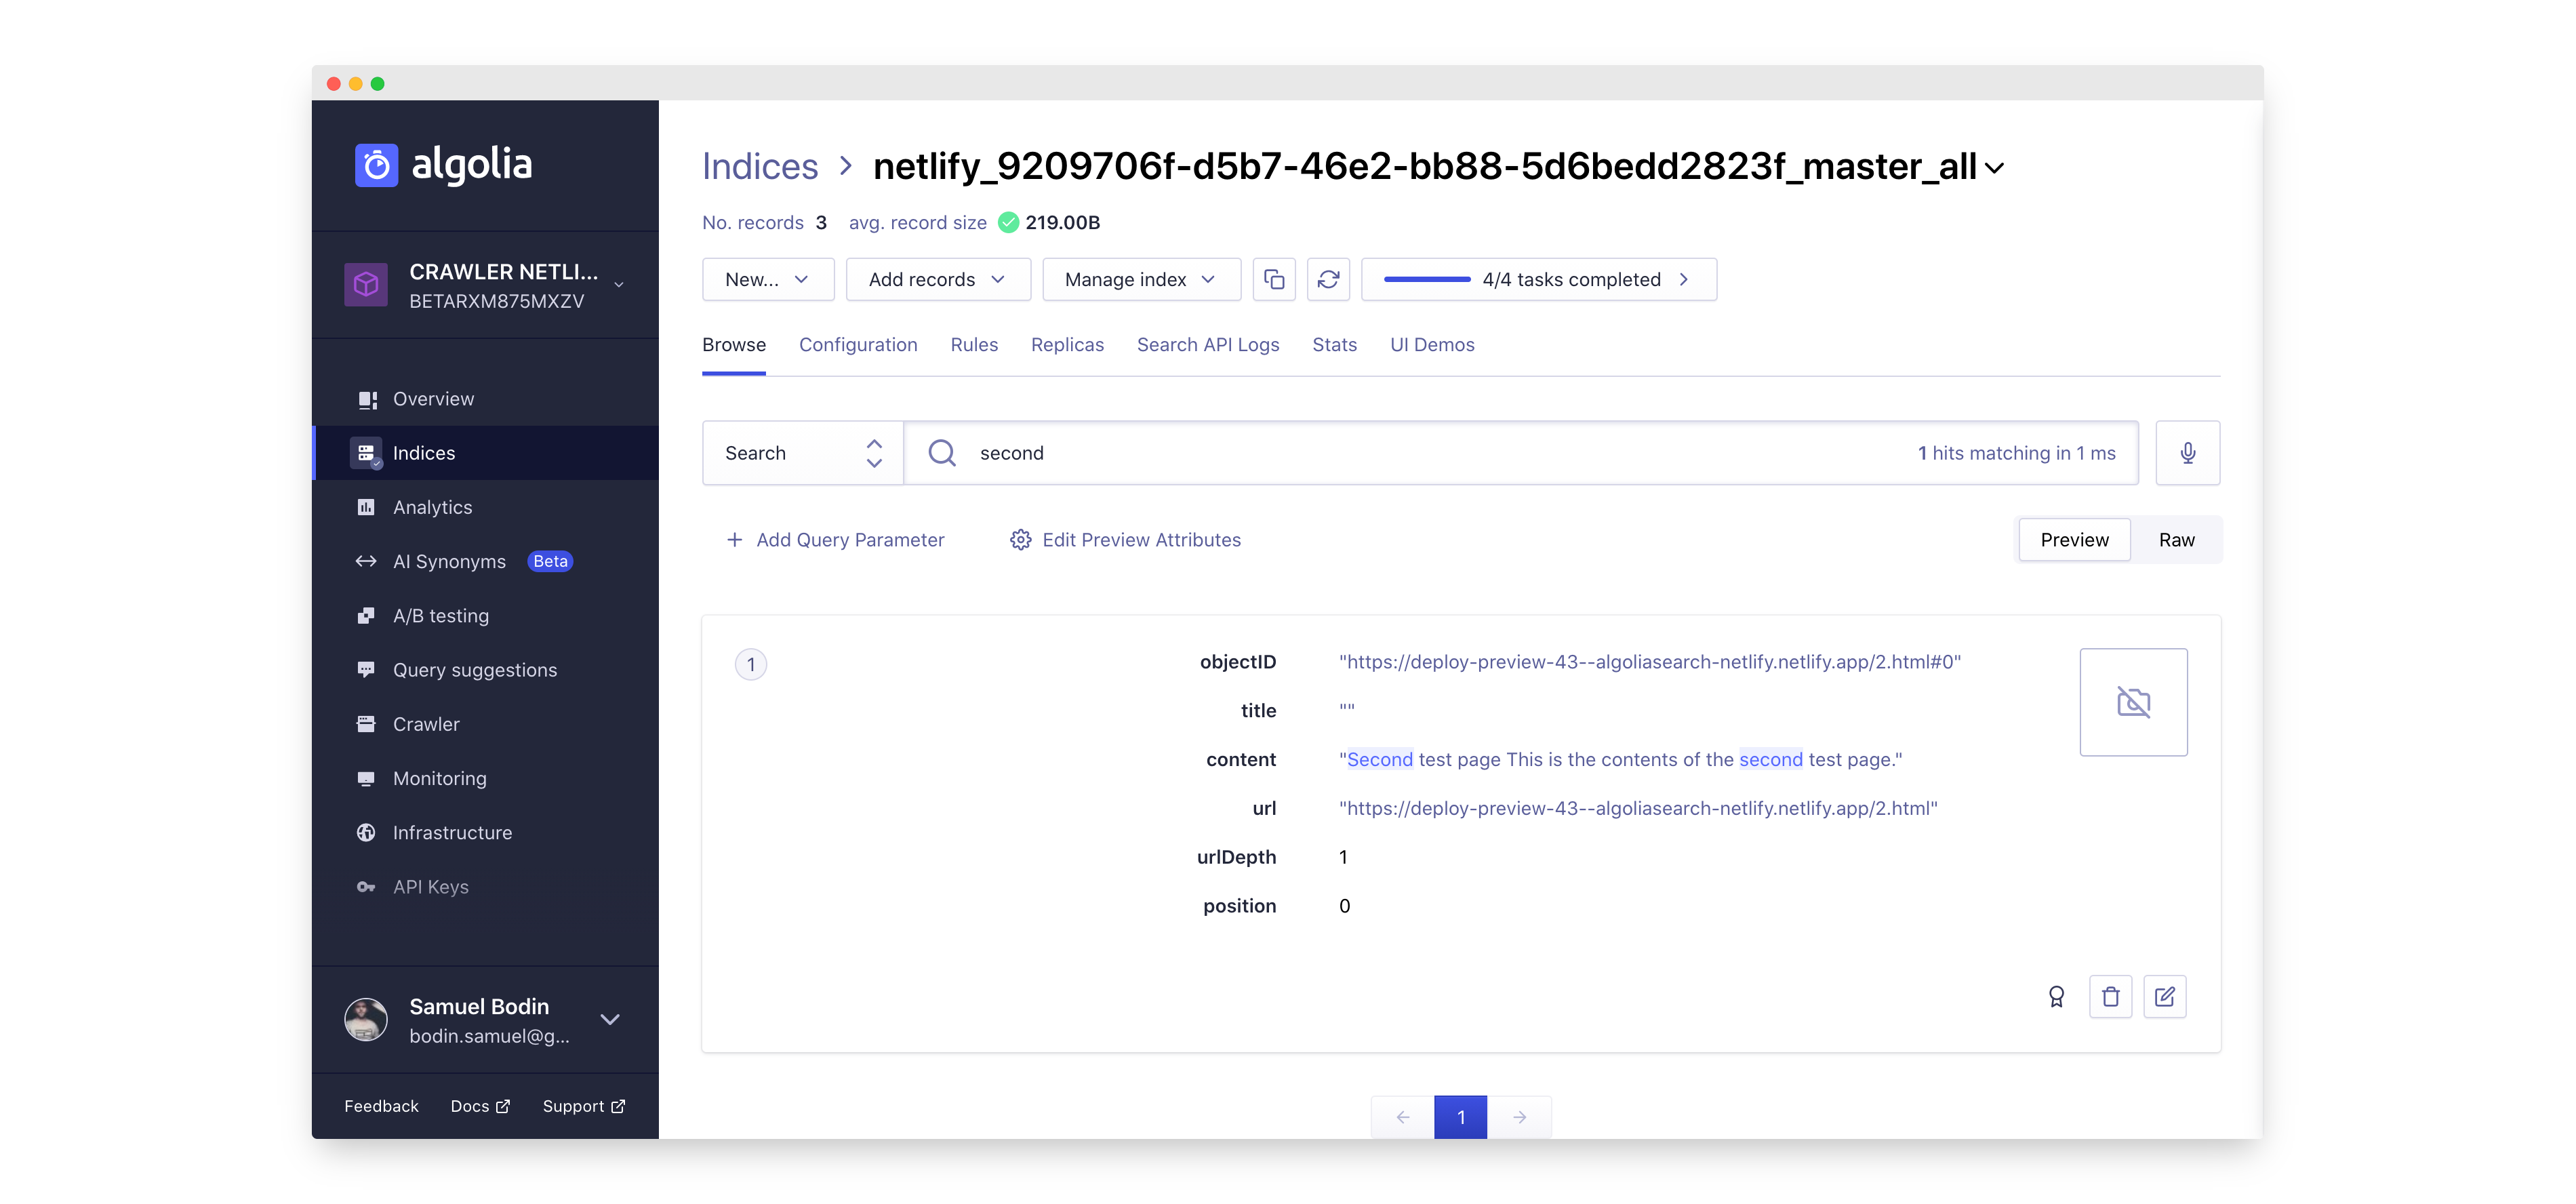 algolia
CRAWLER NETLI...
BETARXM875MXZV
Overview
Indices
Analytics
AI Synonyms Beta
A/B testing
Query suggestions
Crawler
Monitoring
Infrastructure
API Keys
Samuel Bodin
bodin.samuel@g...
Feedback Docs Support
Indices > netlify_9209706f-d5b7-46e2-bb88-5d6bedd2823f_master_all
No. records 3 avg. record size 219.00B
New... Add records Manage index 4/4 tasks completed
Browse Configuration Rules Replicas Search API Logs Stats UI Demos
Search second 1 hits matching in 1 ms
+ Add Query Parameter Edit Preview Attributes Preview Raw
1 objectID "https://deploy-preview-43--algoliasearch-netlify.netlify.app/2.html#0"
title ""
content "Second test page This is the contents of the second test page."
url "https://deploy-preview-43--algoliasearch-netlify.netlify.app/2.html"
urlDepth 1
position 0
1